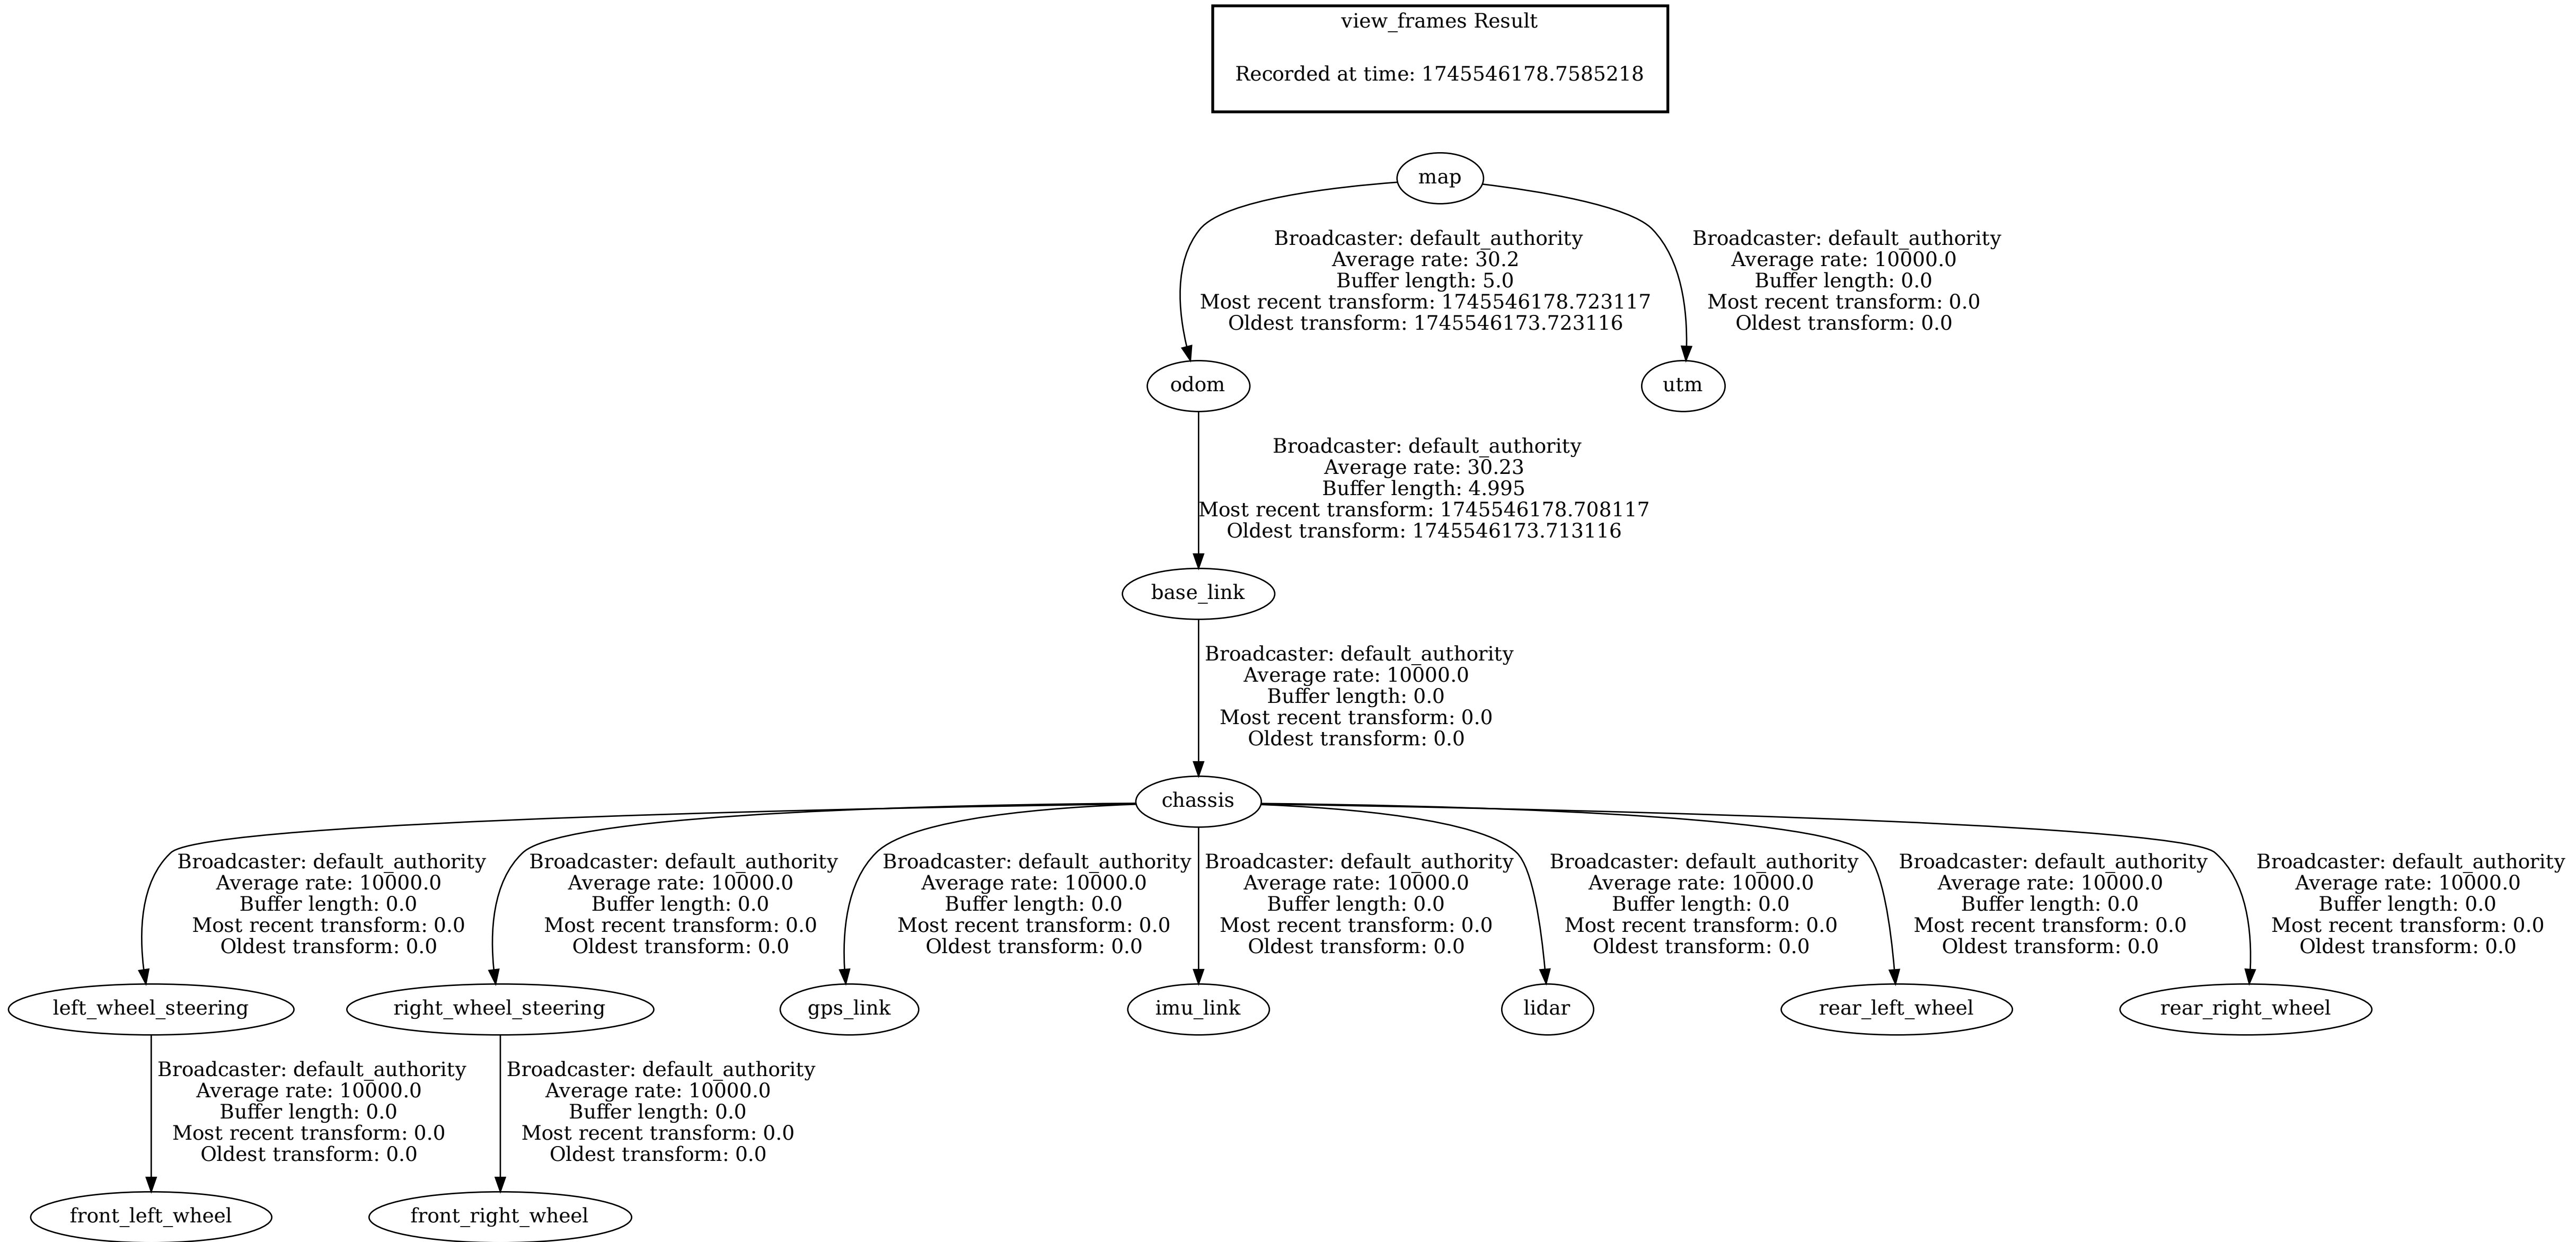 view_frames Result
Recorded at time: 1745546178.7585218
map
Broadcaster: default_authority
Average rate: 30.2
Buffer length: 5.0
Most recent transform: 1745546178.723117
Oldest transform: 1745546173.723116
Broadcaster: default_authority
Average rate: 10000.0
Buffer length: 0.0
Most recent transform: 0.0
Oldest transform: 0.0
odom
utm
Broadcaster: default_authority
Average rate: 30.23
Buffer length: 4.995
Most recent transform: 1745546178.708117
Oldest transform: 1745546173.713116
base_link
Broadcaster: default_authority
Average rate: 10000.0
Buffer length: 0.0
Most recent transform: 0.0
Oldest transform: 0.0
chassis
Broadcaster: default_authority
Average rate: 10000.0
Buffer length: 0.0
Most recent transform: 0.0
Oldest transform: 0.0
Broadcaster: default_authority
Average rate: 10000.0
Buffer length: 0.0
Most recent transform: 0.0
Oldest transform: 0.0
Broadcaster: default_authority
Average rate: 10000.0
Buffer length: 0.0
Most recent transform: 0.0
Oldest transform: 0.0
Broadcaster: default_authority
Average rate: 10000.0
Buffer length: 0.0
Most recent transform: 0.0
Oldest transform: 0.0
Broadcaster: default_authority
Average rate: 10000.0
Buffer length: 0.0
Most recent transform: 0.0
Oldest transform: 0.0
Broadcaster: default_authority
Average rate: 10000.0
Buffer length: 0.0
Most recent transform: 0.0
Oldest transform: 0.0
Broadcaster: default_authority
Average rate: 10000.0
Buffer length: 0.0
Most recent transform: 0.0
Oldest transform: 0.0
left_wheel_steering
right_wheel_steering
gps_link
imu_link
lidar
rear_left_wheel
rear_right_wheel
Broadcaster: default_authority
Average rate: 10000.0
Buffer length: 0.0
Most recent transform: 0.0
Oldest transform: 0.0
Broadcaster: default_authority
Average rate: 10000.0
Buffer length: 0.0
Most recent transform: 0.0
Oldest transform: 0.0
front_left_wheel
front_right_wheel